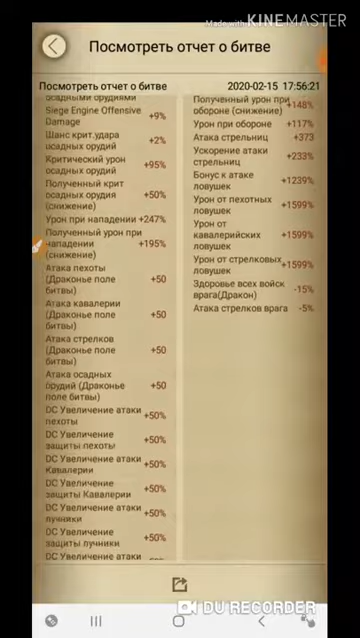 Made with KINEMASTER
Посмотреть отчет о битве
Посмотреть отчет о битве 2020-02-15 17:56:21
осадными орудиями
Siege Engine Offensive
Damage +9%
Шанс крит.удара
осадных орудий +2%
Критический урон
осадных орудий +95%
Полученный крит
осадных орудия
(снижение) +50%
Урон при нападении +247%
Полученный урон при
нападении
(снижение) +195%
Атака пехоты
(Драконье поле
битвы) +50
Атака кавалерии
(Драконье поле
битвы) +50
Атака стрелков
(Драконье поле
битвы) +50
Атака осадных
орудий (Драконье
поле битвы) +50
DC Увеличение атаки
пехоты +50%
DC Увеличение
защиты пехоты +50%
DC Увеличение атаки
Кавалерии +50%
DC Увеличение
защиты Кавалерии +50%
DC Увеличение атаки
лучники +50%
DC Увеличение
защиты лучники +50%
DC Увеличение атаки
Полученный урон при
обороне (снижение) +148%
Урон при обороне +117%
Атака стрельниц +373
Ускорение атаки
стрельниц +233%
Бонус к атаке
ловушек +1239%
Урон от пехотных
ловушек +1599%
Урон от
кавалерийских
ловушек +1599%
Урон от стрелковых
ловушек +1599%
Здоровье всех войск
врага(Дракон) -15%
Атака стрелков врага -5%
DU RECORDER